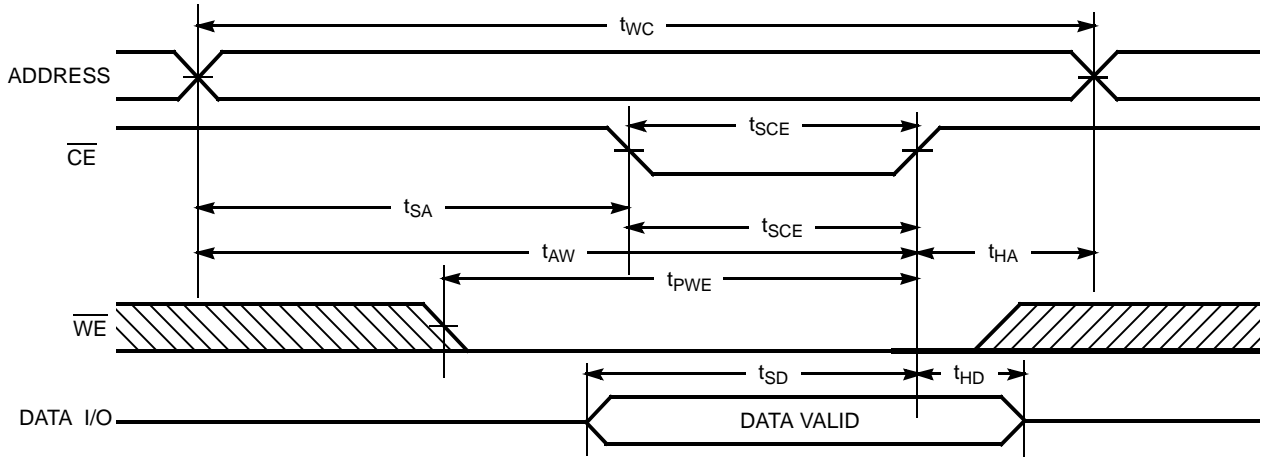 tWC
ADDRESS
tSCE
CE
tSA
tSCE
tAW
tHA
tPWE
WE
tSD
tHD
DATA I/O
DATA VALID